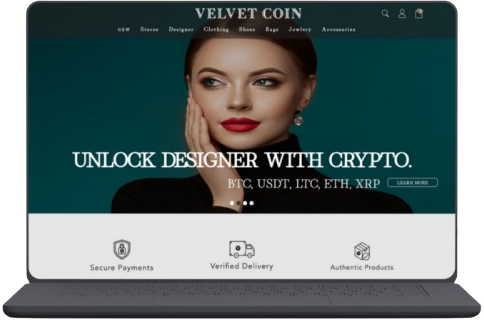 VELVET COIN
NEW Stores Designer Clothing Shoes Bags Jewlery Accessories
UNLOCK DESIGNER WITH CRYPTO.
BTC, USDT, LTC, ETH, XRP LEARN MORE
Secure Payments Verified Delivery Authentic Products